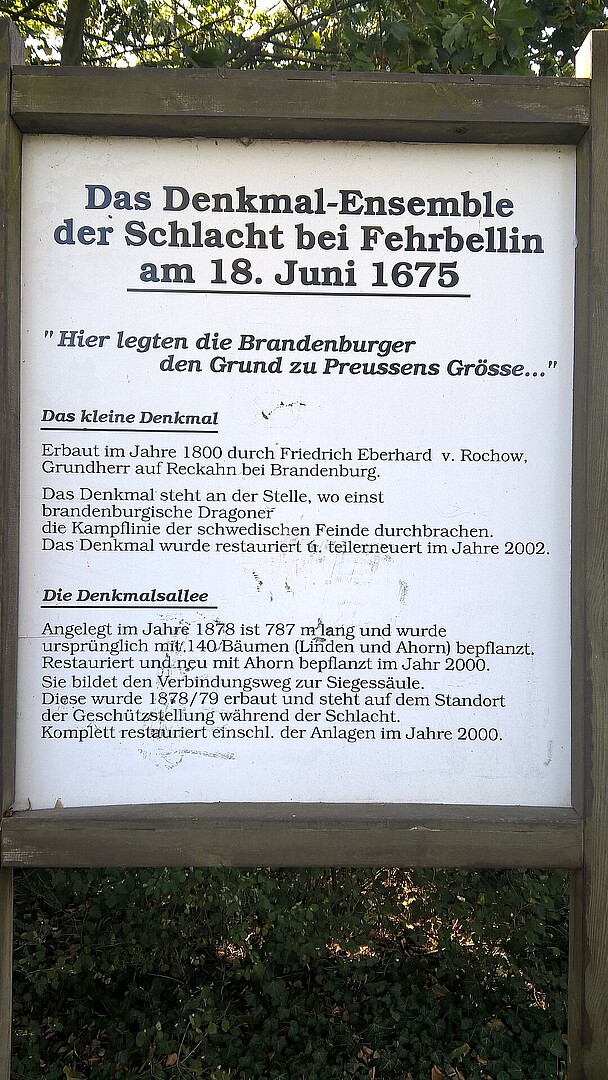 Das Denkmal-Ensemble
der Schlacht bei Fehrbellin
am 18. Juni 1675
" Hier legten die Brandenburger
den Grund zu Preussens Grösse..."
Das kleine Denkmal
Erbaut im Jahre 1800 durch Friedrich Eberhard v. Rochow,
Grundherr auf Reckahn bei Brandenburg.
Das Denkmal steht an der Stelle, wo einst
brandenburgische Dragoner
die Kampflinie der schwedischen Feinde durchbrachen.
Das Denkmal wurde restauriert u. teilerneuert im Jahre 2002.
Die Denkmalsallee
Angelegt im Jahre 1878 ist 787 m lang und wurde
ursprünglich mit 140 Bäumen (Linden und Ahorn) bepflanzt.
Restauriert und neu mit Ahorn bepflanzt im Jahr 2000.
Sie bildet den Verbindungsweg zur Siegessäule.
Diese wurde 1878/79 erbaut und steht auf dem Standort
der Geschützstellung während der Schlacht.
Komplett restauriert einschl. der Anlagen im Jahre 2000.